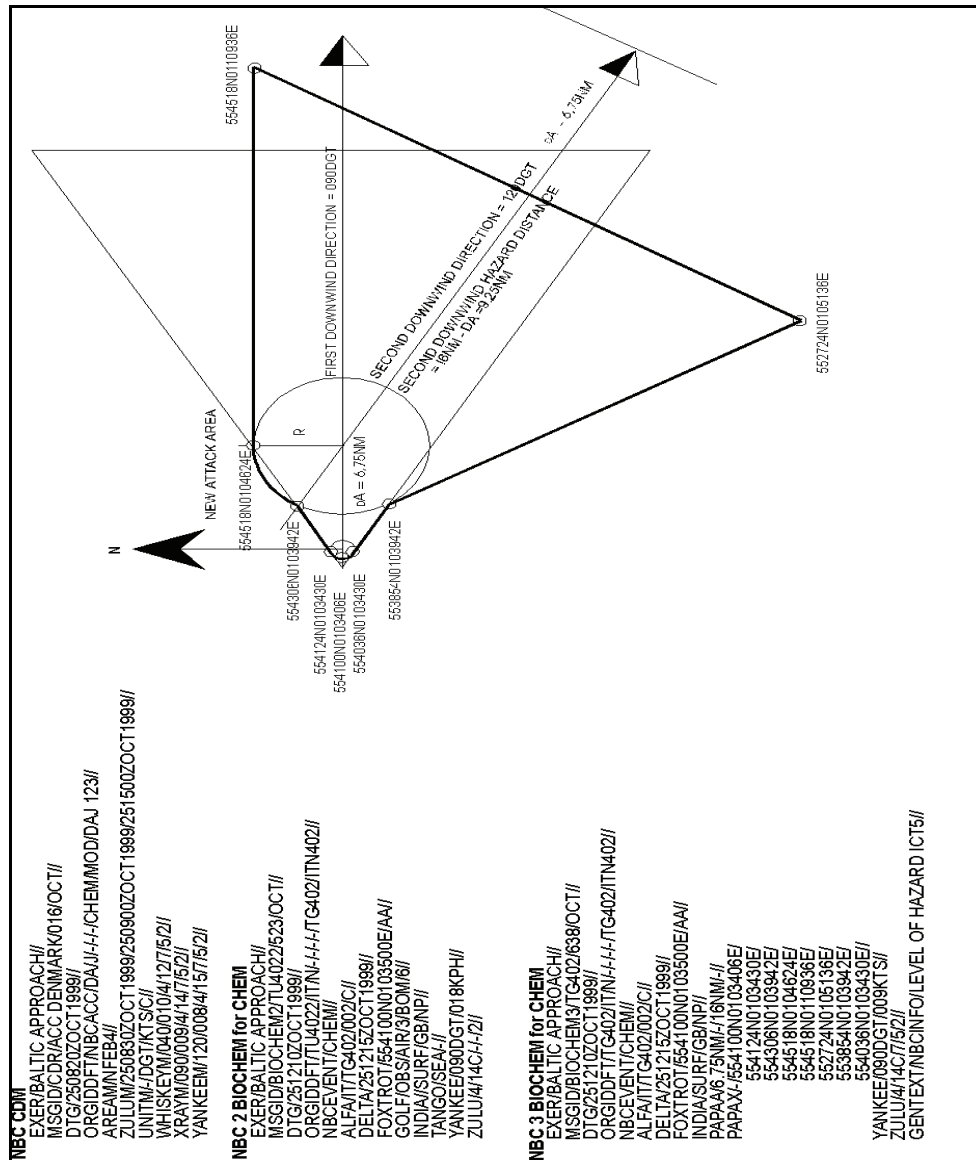 NBC CDM
EXER/BALTIC APPROACH//
MSGID/CDR/ACC DENMARK/016/OCT//
DTG/250820ZOCT1999//
ORGIDDFT/NBCACC/DA/J/-/-/-/CHEM/MOD/DAJ 123//
AREAM/NFEB4//
ZULUM/250830ZOCT1999/250900ZOCT1999/251500ZOCT1999//
UNITM/-/DGT/KTS/C//
WHISKEYM/040/010/4/12/7/5/2//
XRAYM/090/009/4/14/7/5/2//
YANKEEM/120/008/4/15/7/5/2//
NBC 2 BIOCHEM for CHEM
EXER/BALTIC APPROACH//
MSGID/BIOCHEM2/TU4022/523/OCT//
DTG/251210ZOCT1999//
ORGIDDFT/TU4022/IT/N/-/-/-/-/TG402/ITN402//
NBCEVENT/CHEM//
ALFA/IT/TG402/002/C//
DELTA/251215ZOCT1999//
FOXTROT/554100N0103500E/AA//
GOLF/OBS/AIR/3/BOM/6//
INDIA/SURF/GB/NP//
TANGO/SEA/-//
YANKEE/090DGT/018KPH//
ZULU/4/14C/-/-/2//
NBC 3 BIOCHEM for CHEM
EXER/BALTIC APPROACH//
MSGID/BIOCHEM3/TG402/638/OCT//
DTG/251210ZOCT1999//
ORGIDDFT/TG402/IT/N/-/-/-/-/TG402/ITN402//
NBCEVENT/CHEM//
ALFA/IT/TG402/002/C//
DELTA/251215ZOCT1999//
FOXTROT/554100N0103500E/AA//
INDIA/SURF/GB/NP//
PAPAA/6.75NM/-/16NM/-//
PAPAX/-/554100N0103406E/
554124N0103430E/
554306N0103942E/
554518N0104624E/
554518N0110936E/
552724N0105136E/
553854N0103942E/
554036N0103430E//
YANKEE/090DGT/009KTS//
ZULU/4/14C/7/5/2//
GENTEXT/NBCINFO/LEVEL OF HAZARD ICT5//
N
NEW ATTACK AREA
554518N0104624E
554306N0103942E
554124N0103430E
554100N0103406E
554036N0103430E
553854N0103942E
R
DA = 6,75NM
FIRST DOWNWIND DIRECTION = 090DGT
SECOND DOWNWIND DIRECTION = 120DGT
SECOND DOWNWIND HAZARD DISTANCE
= 16NM - DA = 9.25NM
DA - 6,75NM
554518N0110936E
552724N0105136E